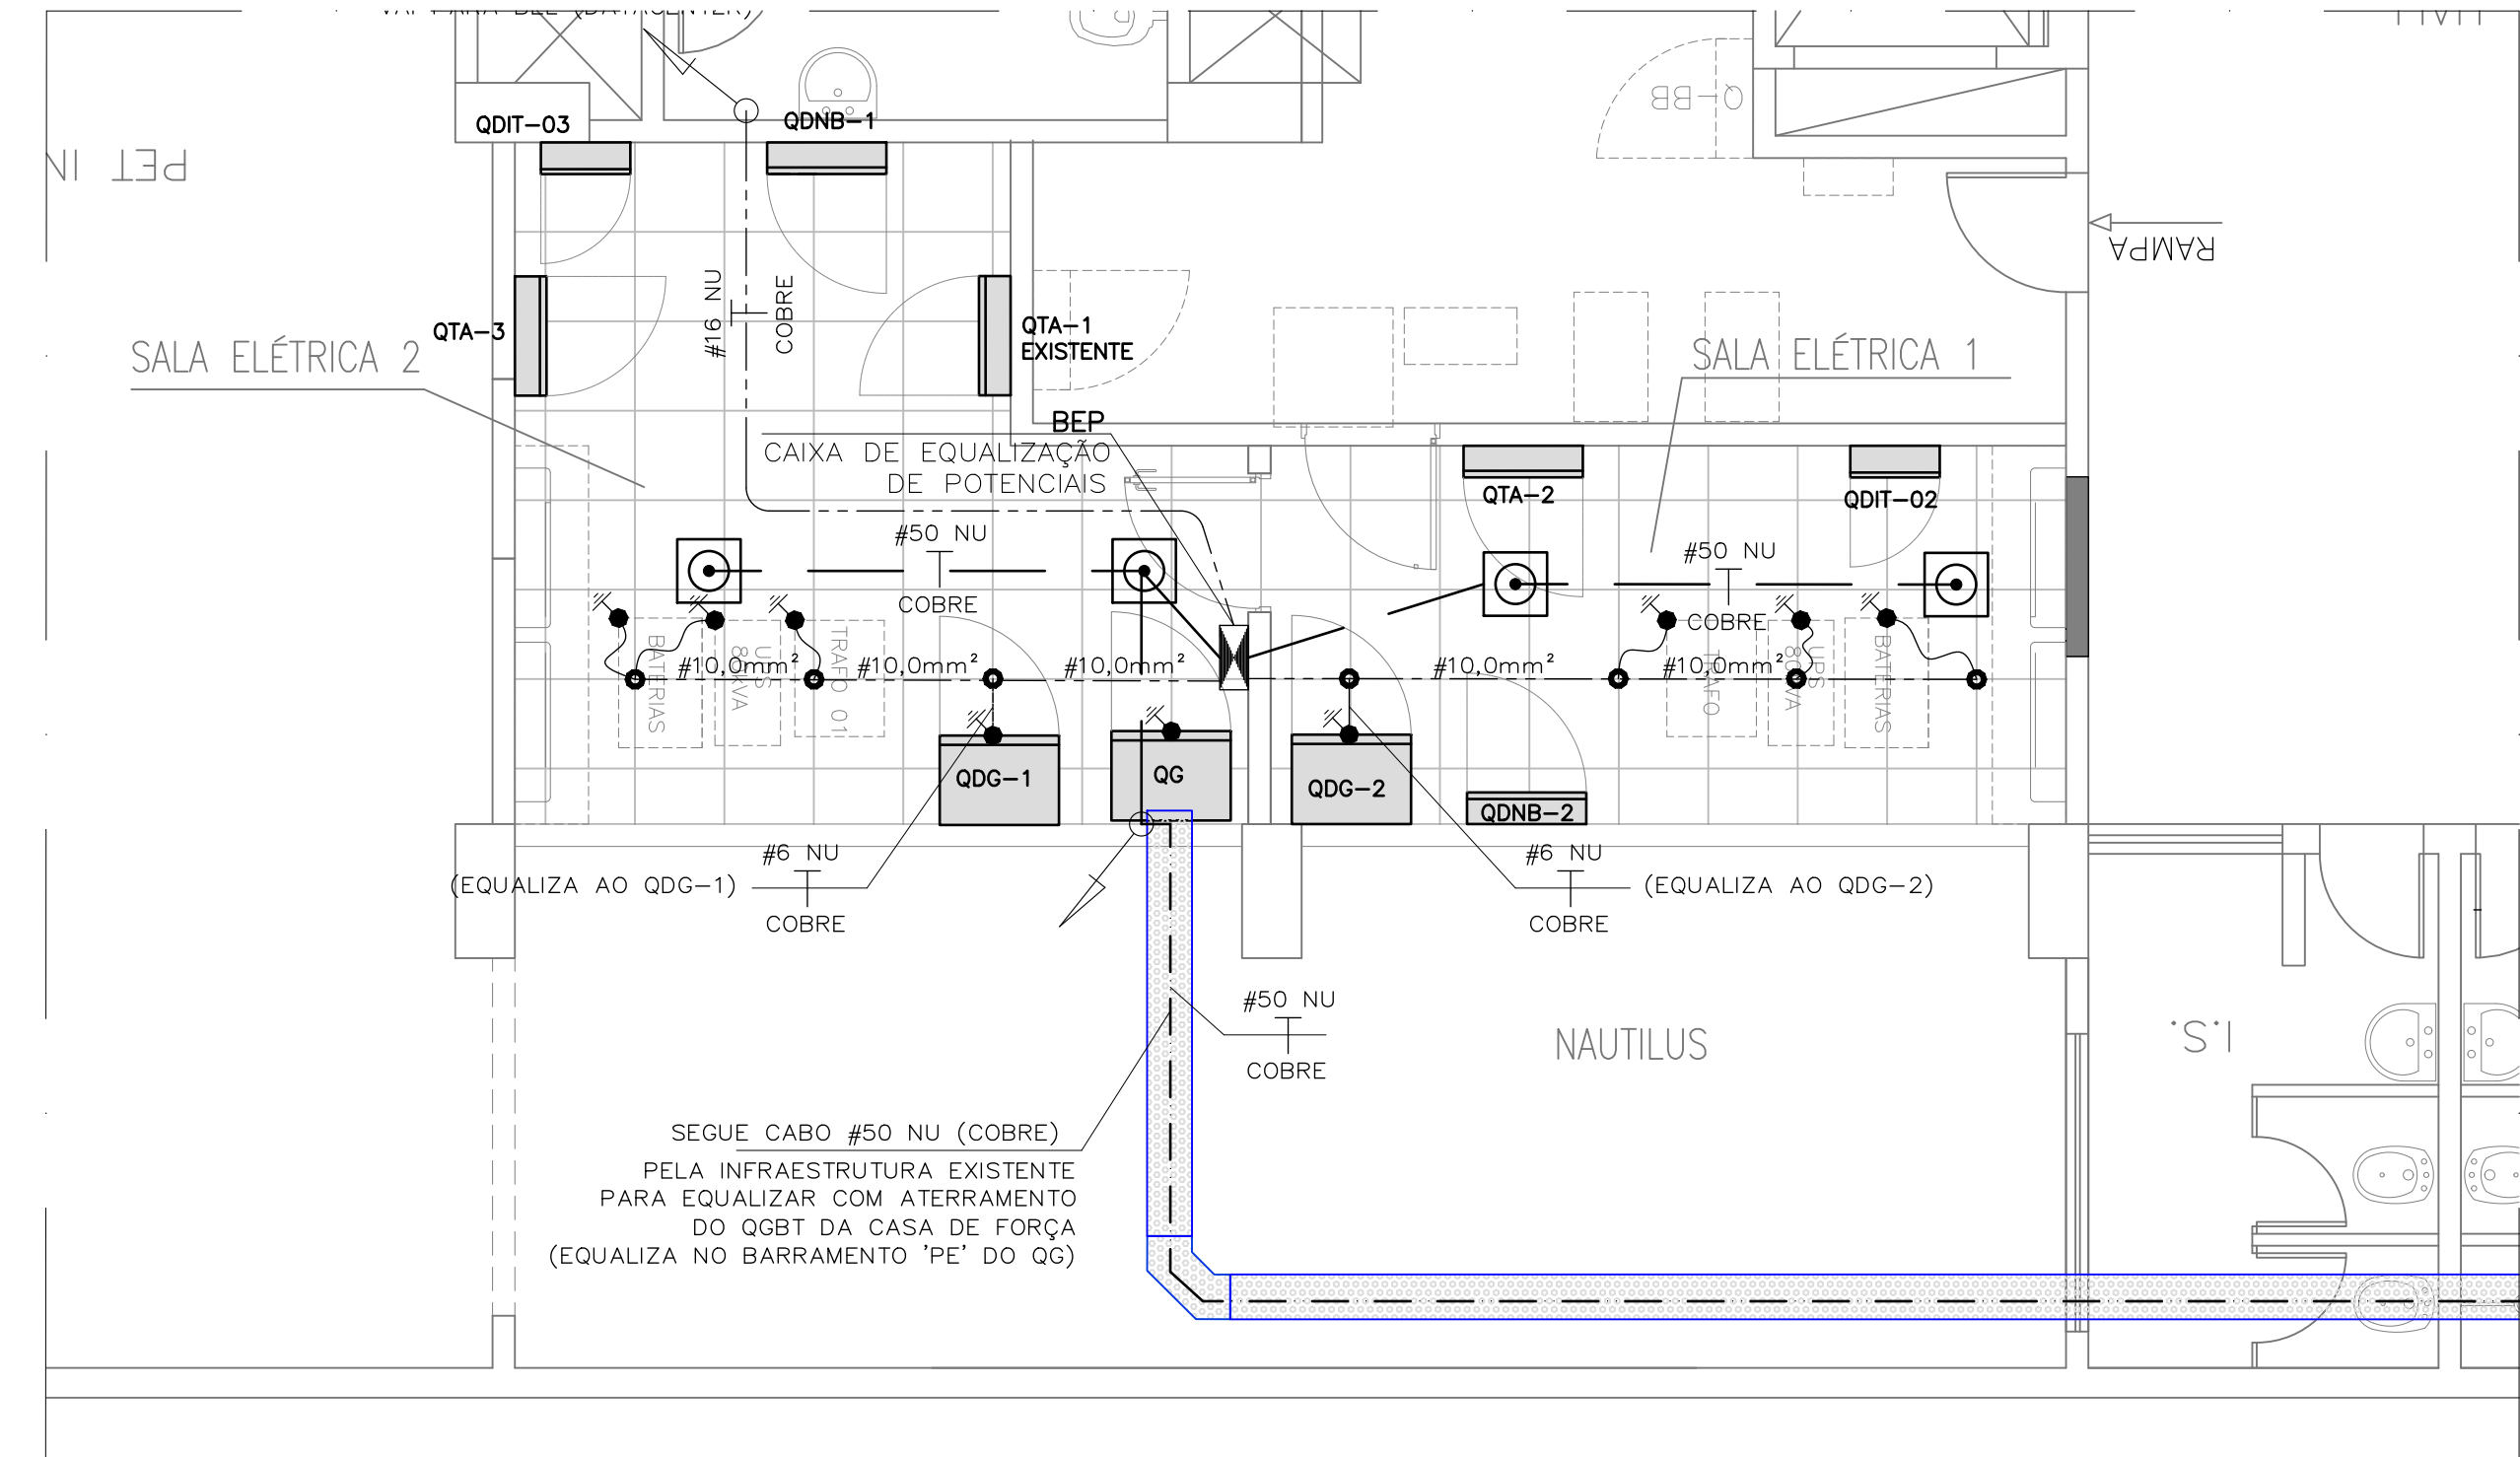 VAI PARA BEL (DATACENTER)
QDIT-03
QDNB-1
PET IN
BB
RAMPA
#16 NU
COBRE
QTA-3
QTA-1
EXISTENTE
SALA ELÉTRICA 2
SALA ELÉTRICA 1
BEP
CAIXA DE EQUALIZAÇÃO
DE POTENCIAIS
QTA-2
QDIT-02
#50 NU
COBRE
#50 NU
COBRE
BATERIAS
UPS
80KVA
TRAFO 01
#10,0mm²
#10,0mm²
#10,0mm²
#10,0mm²
#10,0mm²
TRAFO
UPS
80KVA
BATERIAS
QDG-1
QG
QDG-2
QDNB-2
#6 NU
(EQUALIZA AO QDG-1)
COBRE
#6 NU
(EQUALIZA AO QDG-2)
COBRE
#50 NU
COBRE
NAUTILUS
I.S.
SEGUE CABO #50 NU (COBRE)
PELA INFRAESTRUTURA EXISTENTE
PARA EQUALIZAR COM ATERRAMENTO
DO QGBT DA CASA DE FORÇA
(EQUALIZA NO BARRAMENTO 'PE' DO QG)